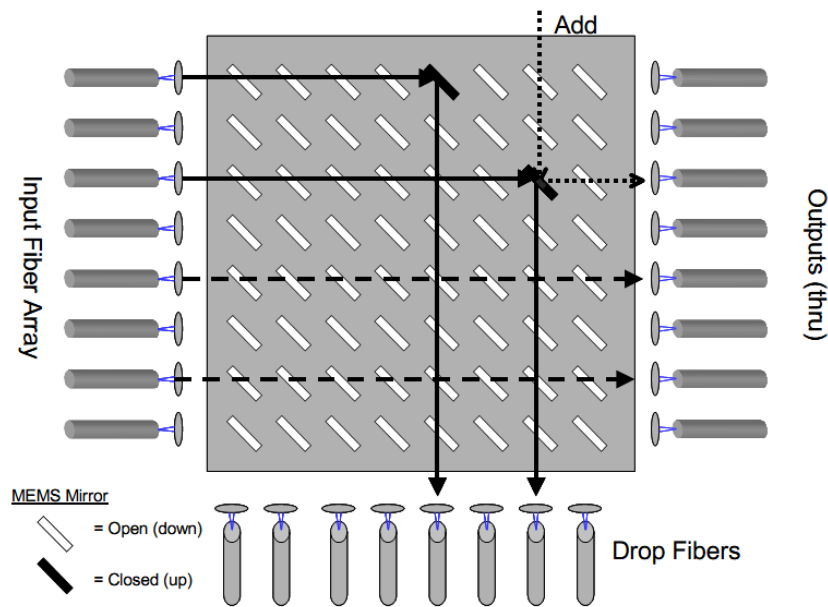 Add
Input Fiber Array
Outputs (thru)
MEMS Mirror
= Open (down)
= Closed (up)
Drop Fibers